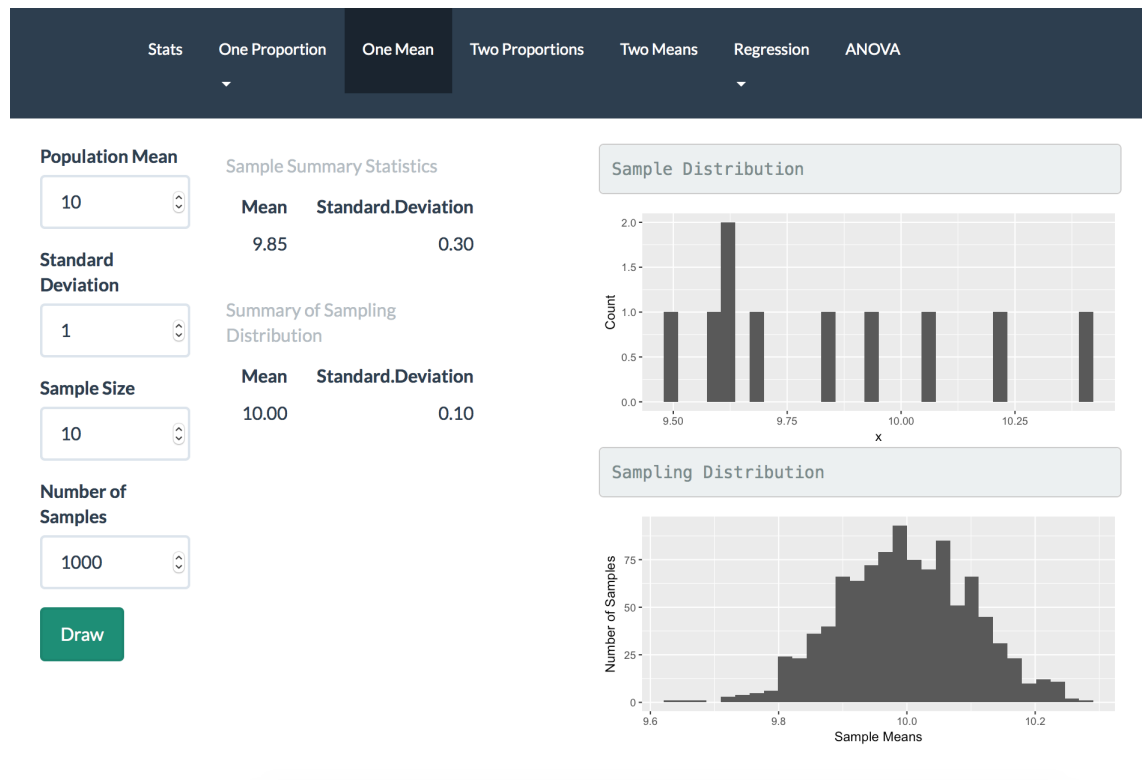 Stats One Proportion One Mean Two Proportions Two Means Regression ANOVA
Population Mean
10
Standard
Deviation
1
Sample Size
10
Number of
Samples
1000
Draw
Sample Summary Statistics
Mean Standard.Deviation
9.85 0.30
Summary of Sampling
Distribution
Mean Standard.Deviation
10.00 0.10
Sample Distribution
Count
2.0
1.5
1.0
0.5
0.0
9.50 9.75 10.00 10.25
x
Sampling Distribution
Number of Samples
75
50
25
0
9.6 9.8 10.0 10.2
Sample Means